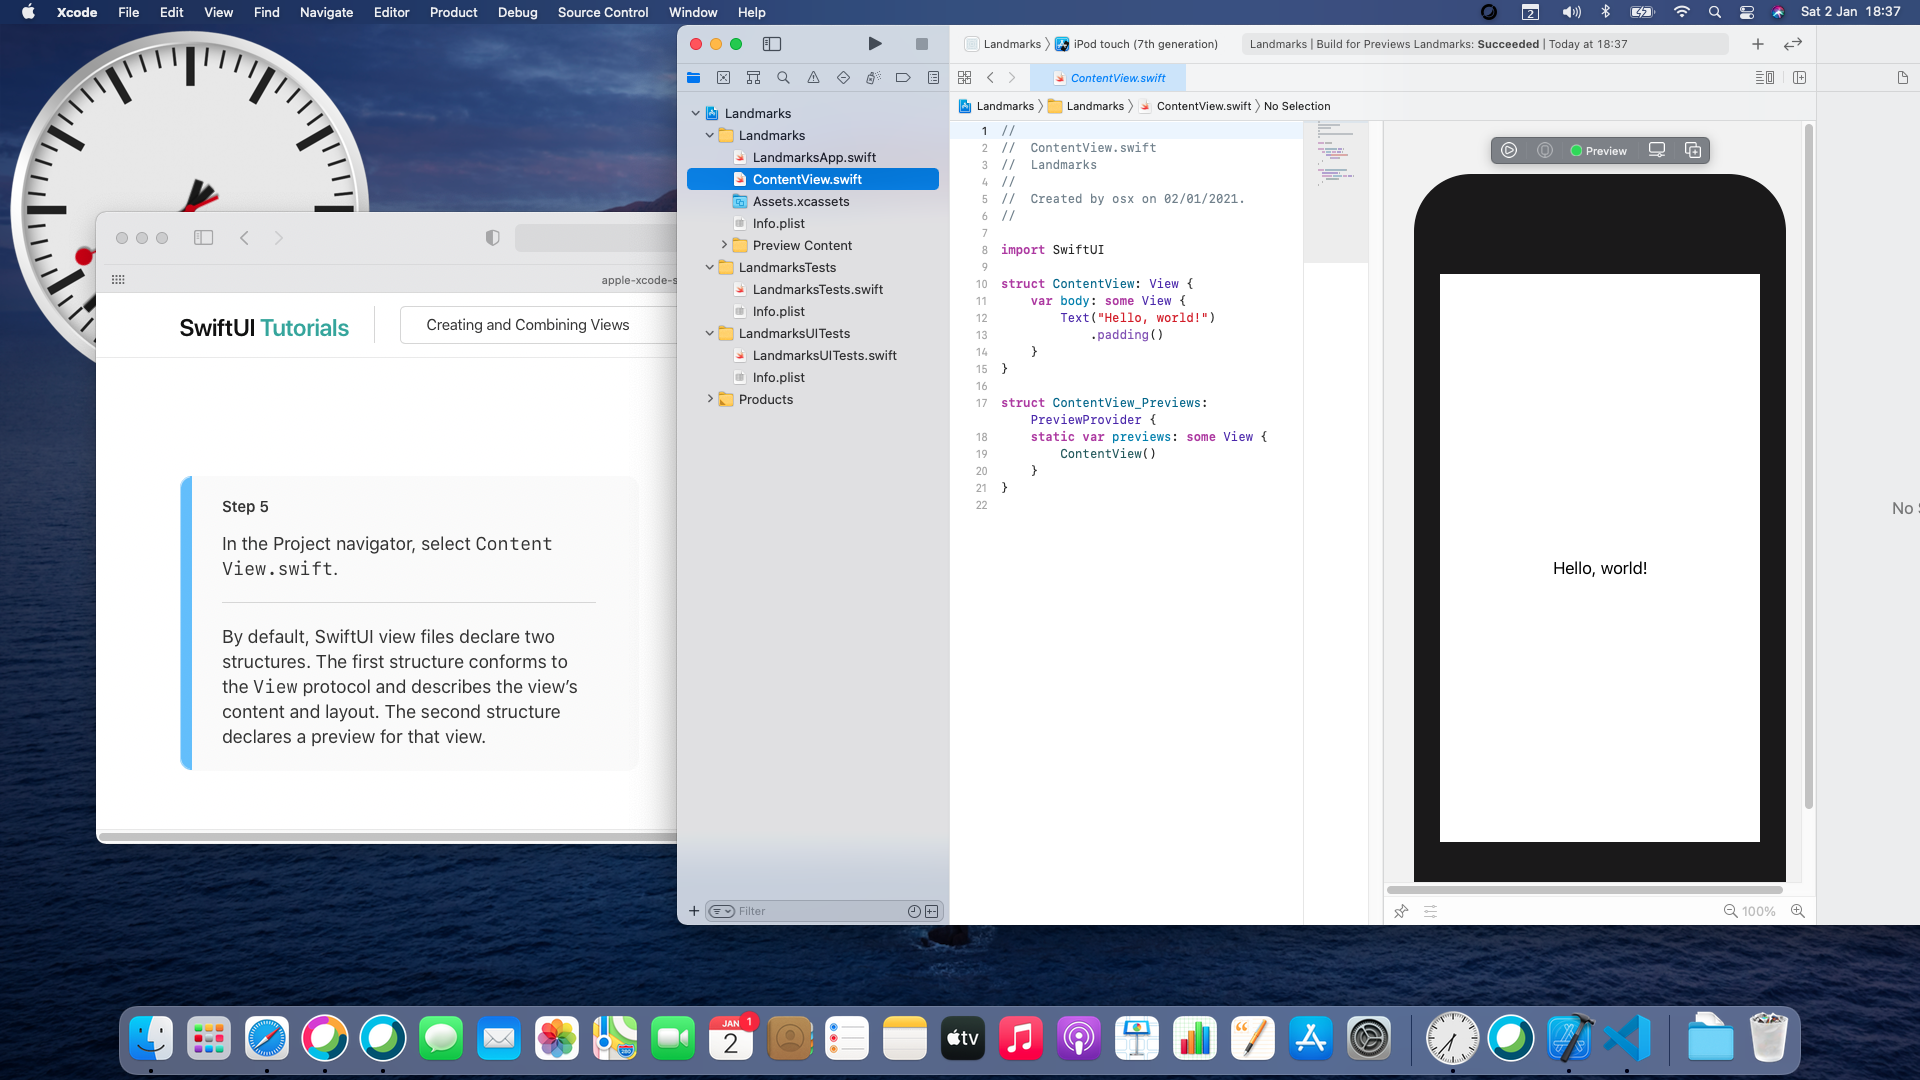 Xcode File Edit View Find Navigate Editor Product Debug Source Control Window Help
2
Sat 2 Jan 18:37
apple-xcode-s
SwiftUI Tutorials
Creating and Combining Views
Step 5
In the Project navigator, select Content
View.swift.
By default, SwiftUI view files declare two
structures. The first structure conforms to
the View protocol and describes the view’s
content and layout. The second structure
declares a preview for that view.
Landmarks
Landmarks
LandmarksApp.swift
ContentView.swift
Assets.xcassets
Info.plist
Preview Content
LandmarksTests
LandmarksTests.swift
Info.plist
LandmarksUITests
LandmarksUITests.swift
Info.plist
Products
Filter
Landmarks iPod touch (7th generation)
Landmarks | Build for Previews Landmarks: Succeeded | Today at 18:37
ContentView.swift
Landmarks Landmarks ContentView.swift No Selection
1 //
2 // ContentView.swift
3 // Landmarks
4 //
5 // Created by osx on 02/01/2021.
6 //
7
8 import SwiftUI
9
10 struct ContentView: View {
11 var body: some View {
12 Text("Hello, world!")
13 .padding()
14 }
15 }
16
17 struct ContentView_Previews:
PreviewProvider {
18 static var previews: some View {
19 ContentView()
20 }
21 }
22
Preview
Hello, world!
100%
No
JAN
1
2
tv
280